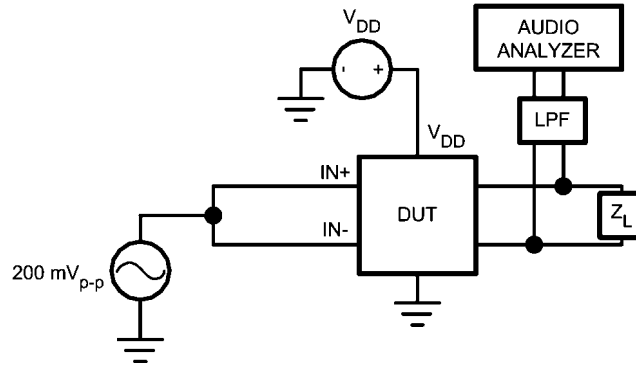 V_DD
AUDIO
ANALYZER
- +
LPF
V_DD
IN+
DUT
Z_L
IN-
200 mV_p-p